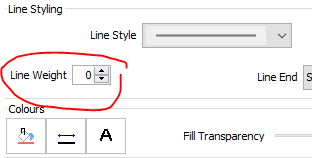 Line Styling
Line Style
Line Weight 0 Line End S
Colours
A Fill Transparency